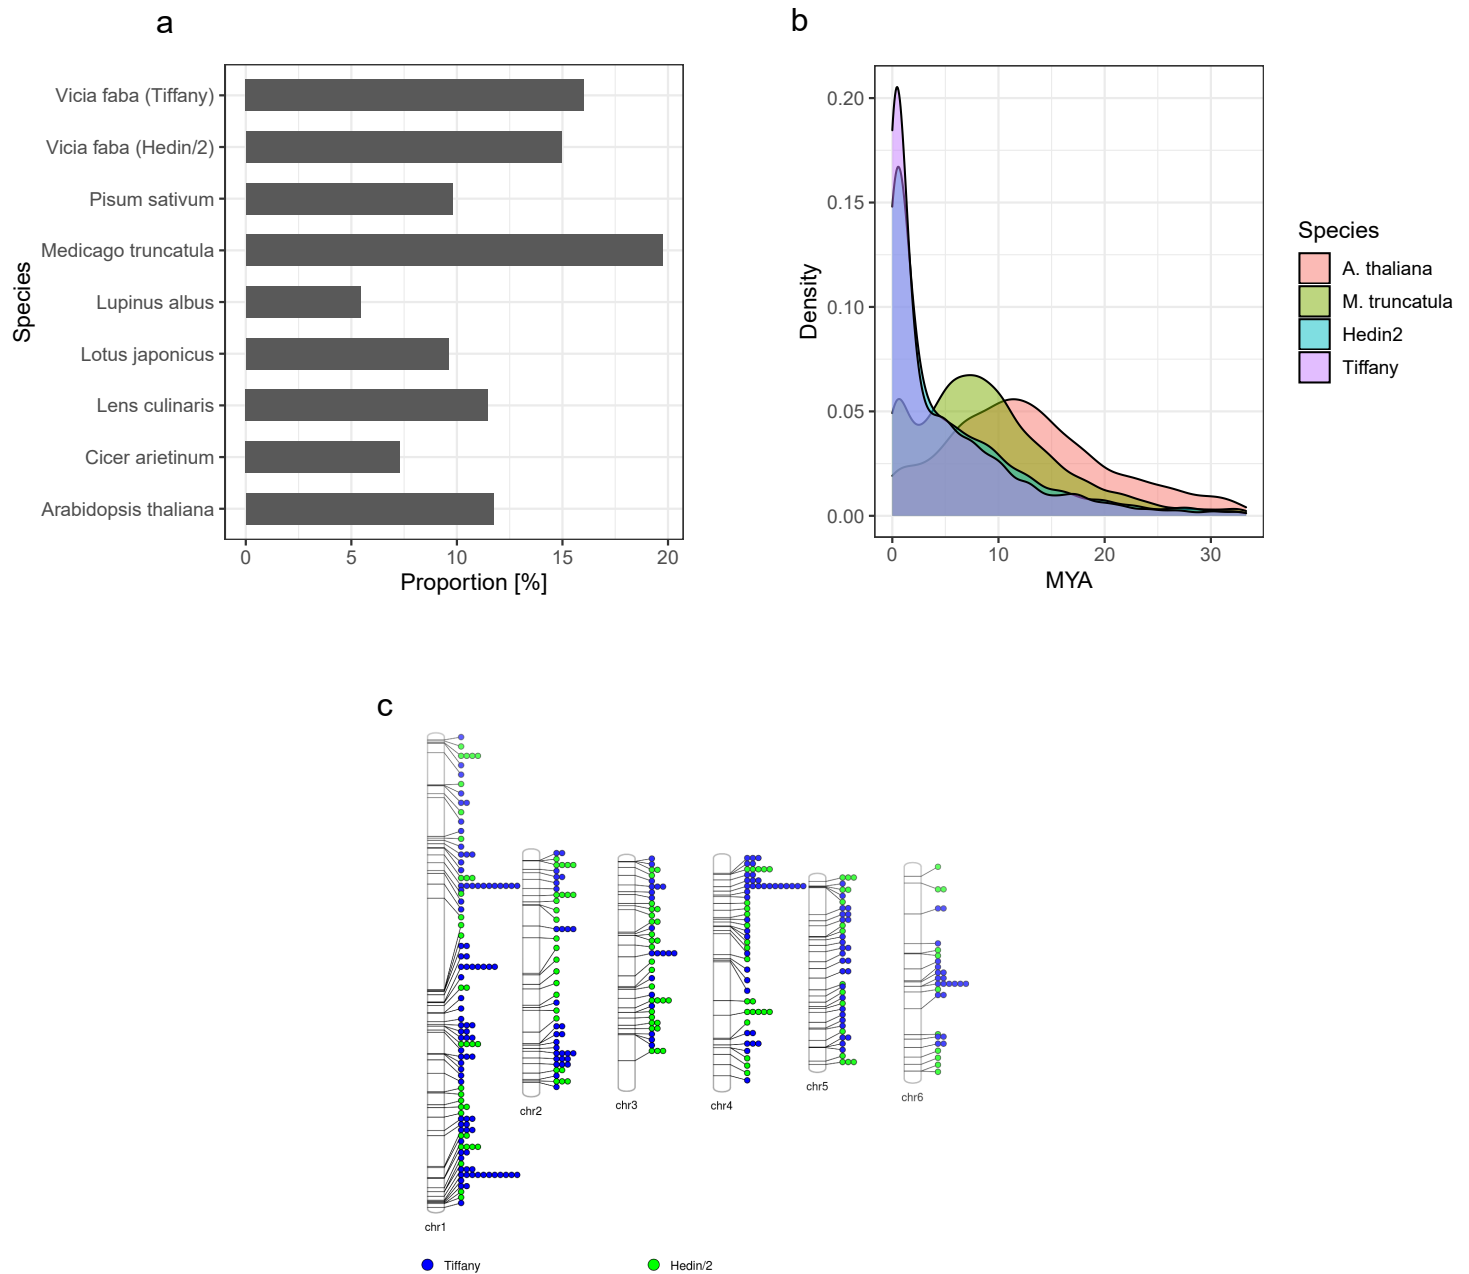 a
Species
Vicia faba (Tiffany)
Vicia faba (Hedin/2)
Pisum sativum
Medicago truncatula
Lupinus albus
Lotus japonicus
Lens culinaris
Cicer arietinum
Arabidopsis thaliana
0 5 10 15 20
Proportion [%]
b
Density
0.20
0.15
0.10
0.05
0.00
0 10 20 30
MYA
Species
A. thaliana
M. truncatula
Hedin2
Tiffany
c
chr1
chr2
chr3
chr4
chr5
chr6
Tiffany
Hedin/2